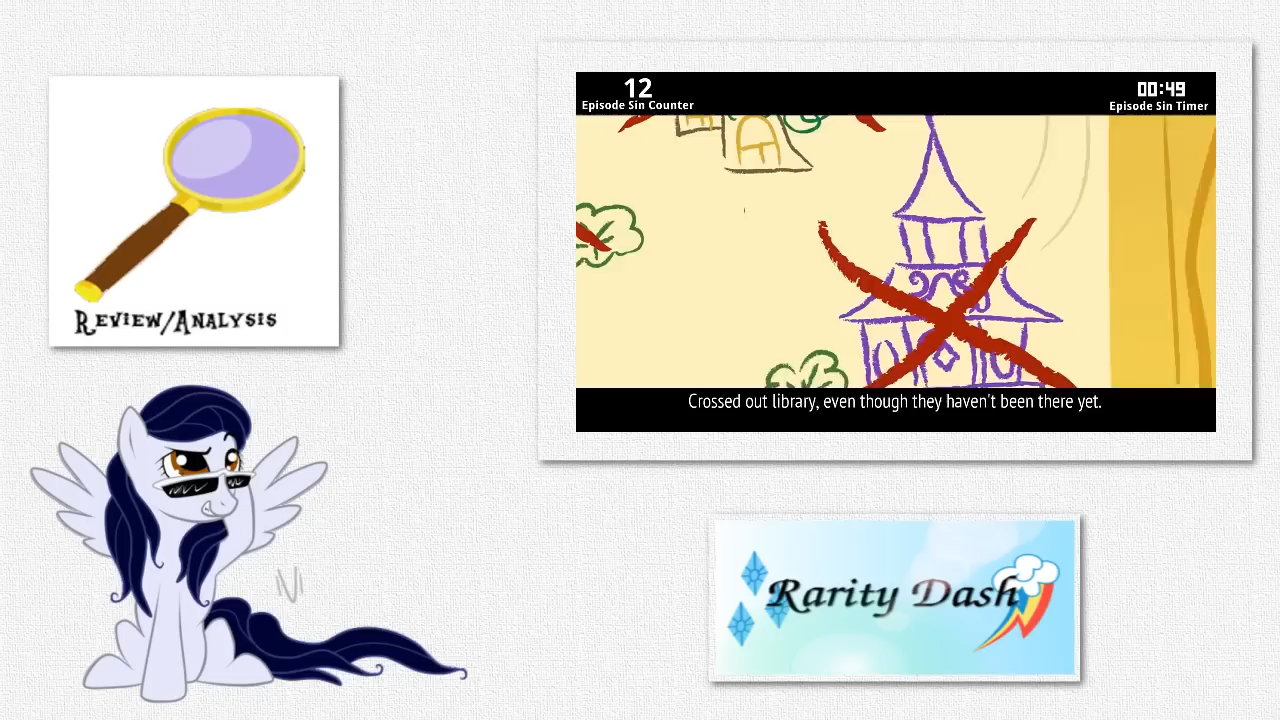 12
Episode Sin Counter
00:49
Episode Sin Timer
Review/Analysis
Crossed out library, even though they haven't been there yet.
Rarity Dash